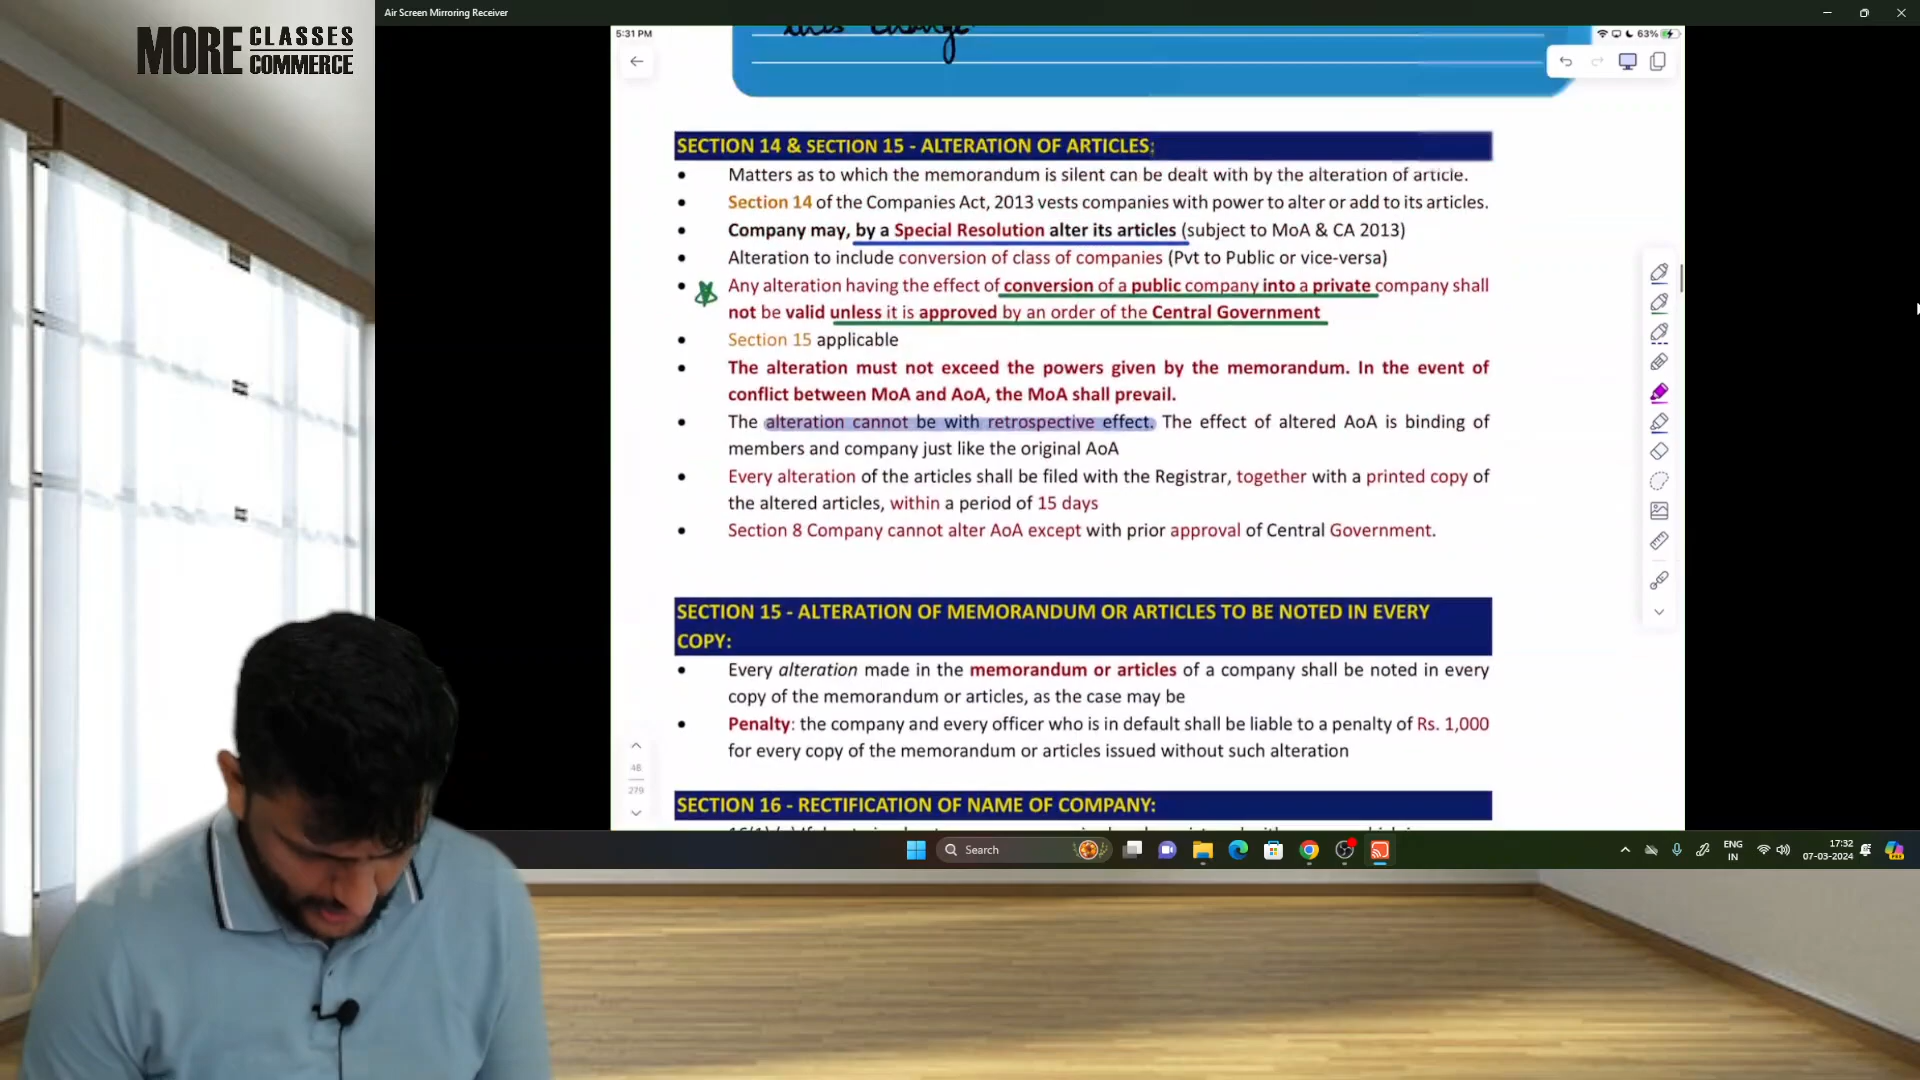 Air Screen Mirroring Receiver
MORE CLASSES COMMERCE
5:31 PM
63%
this change
SECTION 14 & SECTION 15 - ALTERATION OF ARTICLES:
• Matters as to which the memorandum is silent can be dealt with by the alteration of article.
• Section 14 of the Companies Act, 2013 vests companies with power to alter or add to its articles.
• Company may, by a Special Resolution alter its articles (subject to MoA & CA 2013)
• Alteration to include conversion of class of companies (Pvt to Public or vice-versa)
• Any alteration having the effect of conversion of a public company into a private company shall
not be valid unless it is approved by an order of the Central Government
• Section 15 applicable
• The alteration must not exceed the powers given by the memorandum. In the event of
conflict between MoA and AoA, the MoA shall prevail.
• The alteration cannot be with retrospective effect. The effect of altered AoA is binding of
members and company just like the original AoA
• Every alteration of the articles shall be filed with the Registrar, together with a printed copy of
the altered articles, within a period of 15 days
• Section 8 Company cannot alter AoA except with prior approval of Central Government.
SECTION 15 - ALTERATION OF MEMORANDUM OR ARTICLES TO BE NOTED IN EVERY
COPY:
• Every alteration made in the memorandum or articles of a company shall be noted in every
copy of the memorandum or articles, as the case may be
• Penalty: the company and every officer who is in default shall be liable to a penalty of Rs. 1,000
for every copy of the memorandum or articles issued without such alteration
48
279
SECTION 16 - RECTIFICATION OF NAME OF COMPANY:
Search
ENG
IN
17:32
07-03-2024